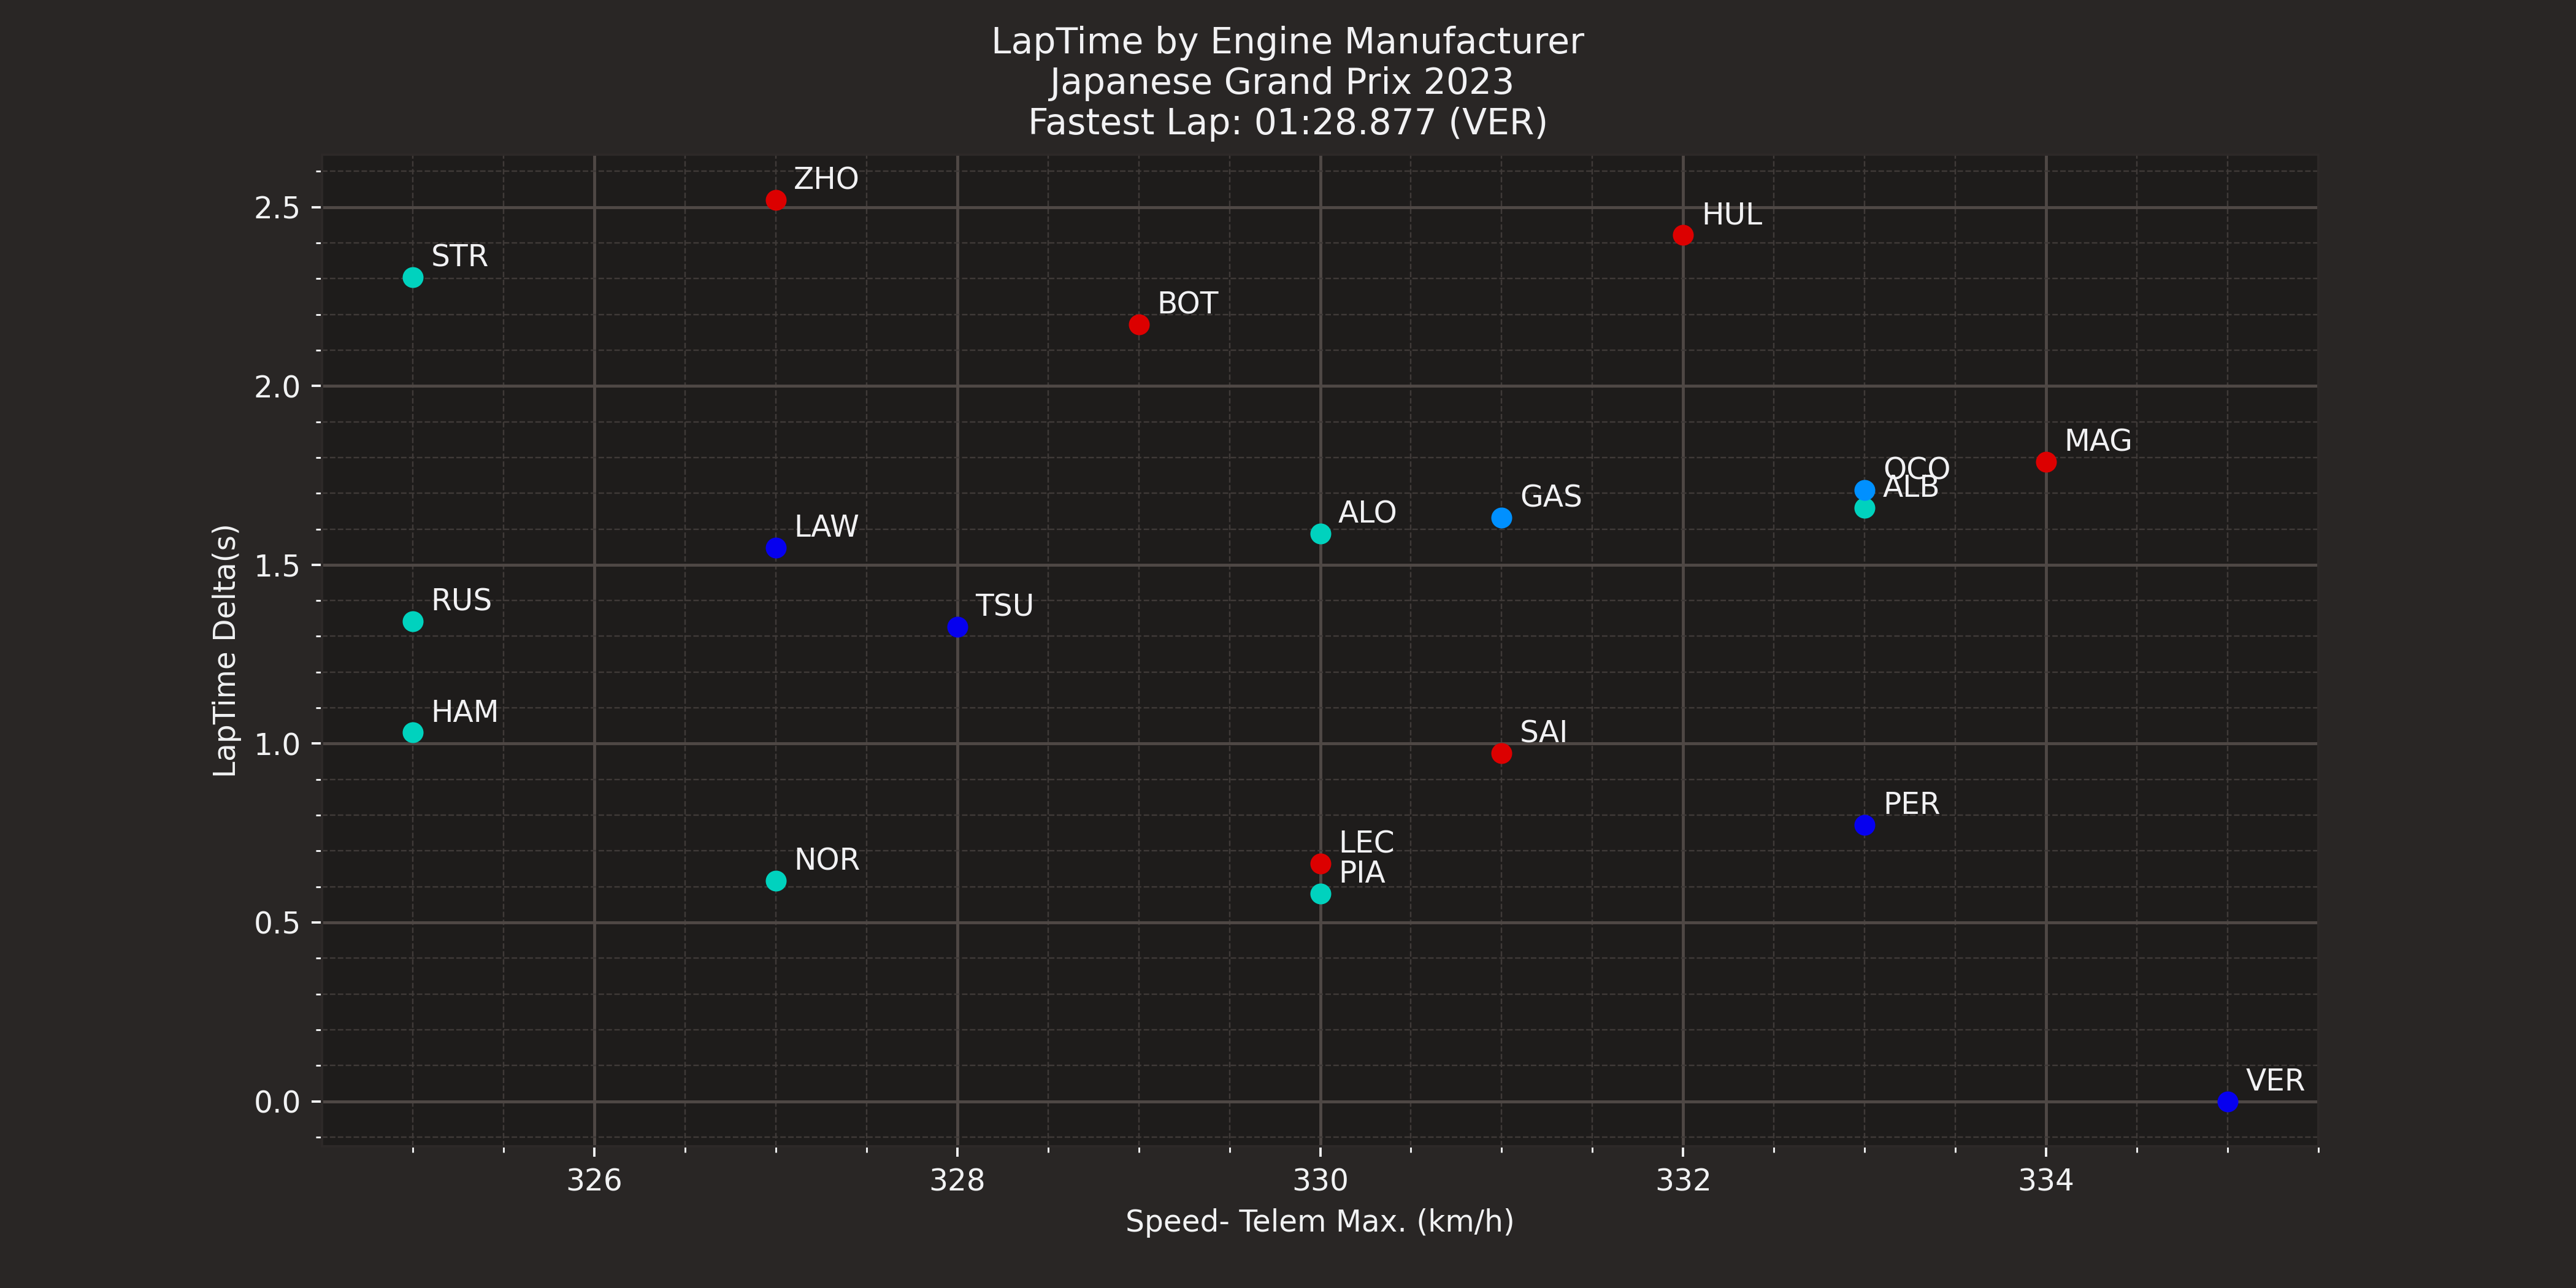 LapTime by Engine Manufacturer
Japanese Grand Prix 2023
Fastest Lap: 01:28.877 (VER)
ZHO
HUL
2.5
STR
BOT
2.0
MAG
OCO
ALB
GAS
ALO
LAW
1.5
RUS
TSU
HAM
SAI
1.0
PER
LEC
NOR
PIA
0.5
VER
0.0
LapTime Delta(s)
326
328
330
332
334
Speed- Telem Max. (km/h)